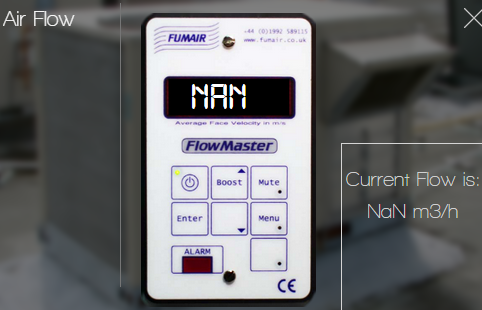 Air Flow
FUMAIR
+44 (0)1992 589115
www.fumair.co.uk
NAN
Average Face Velocity in m/s
FlowMaster
Boost
Mute
Enter
Menu
ALARM
CE
Current Flow is:
NaN m3/h